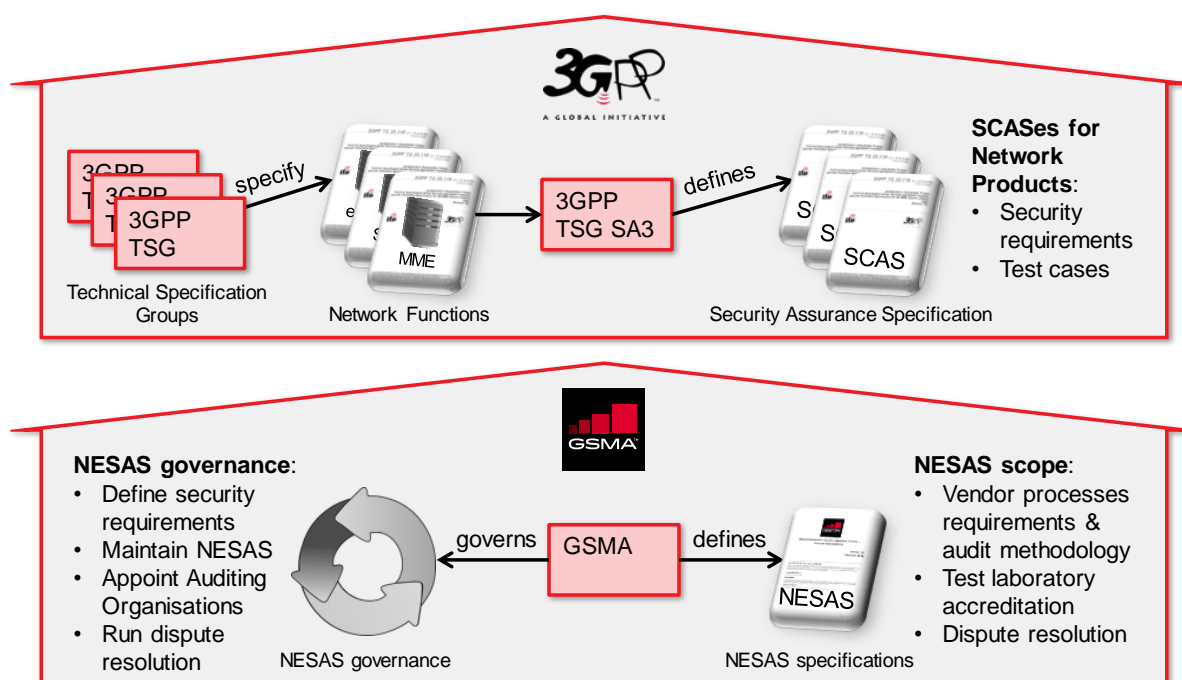 3GPP
A GLOBAL INITIATIVE
3GPP
3GPP
3GPP
TSG
Technical Specification
Groups
specify
MME
Network Functions
3GPP
TSG SA3
defines
SCAS
Security Assurance Specification
SCASes for
Network
Products:
• Security
requirements
• Test cases
GSMA
NESAS governance:
• Define security
requirements
• Maintain NESAS
• Appoint Auditing
Organisations
• Run dispute
resolution
NESAS governance
governs
GSMA
defines
NESAS
NESAS specifications
NESAS scope:
• Vendor processes
requirements &
audit methodology
• Test laboratory
accreditation
• Dispute resolution